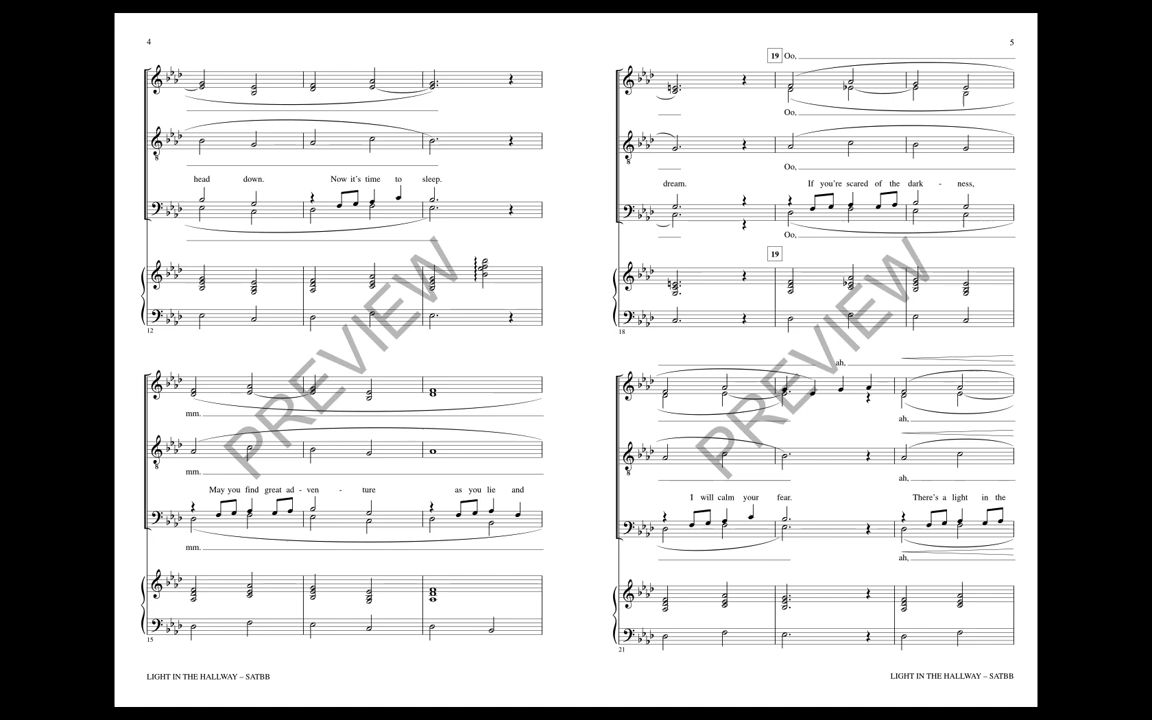 4
head down. Now it's time to sleep.
12
mm.
mm.
May you find great ad - ven - ture as you lie and
mm.
15
LIGHT IN THE HALLWAY – SATBB
PREVIEW
5
19 Oo,
Oo,
Oo,
dream. If you're scared of the dark - ness,
Oo,
19
18
ah,
ah,
ah,
I will calm your fear. There's a light in the
ah,
21
LIGHT IN THE HALLWAY – SATBB
PREVIEW